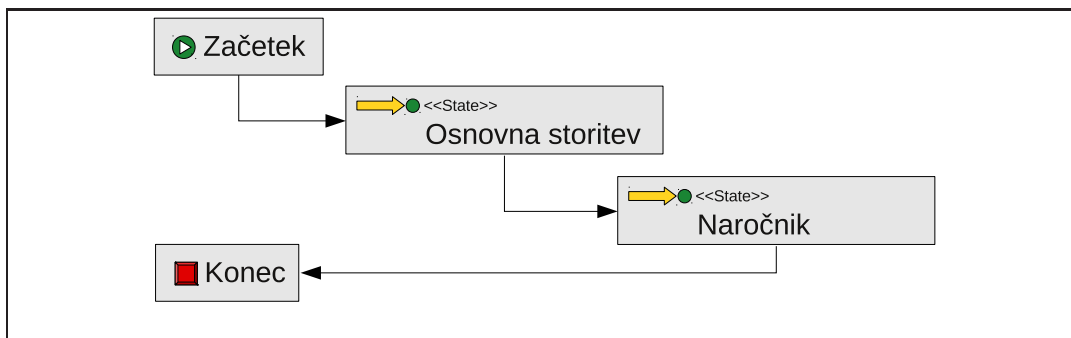 Začetek
<<State>>
Osnovna storitev
<<State>>
Naročnik
Konec